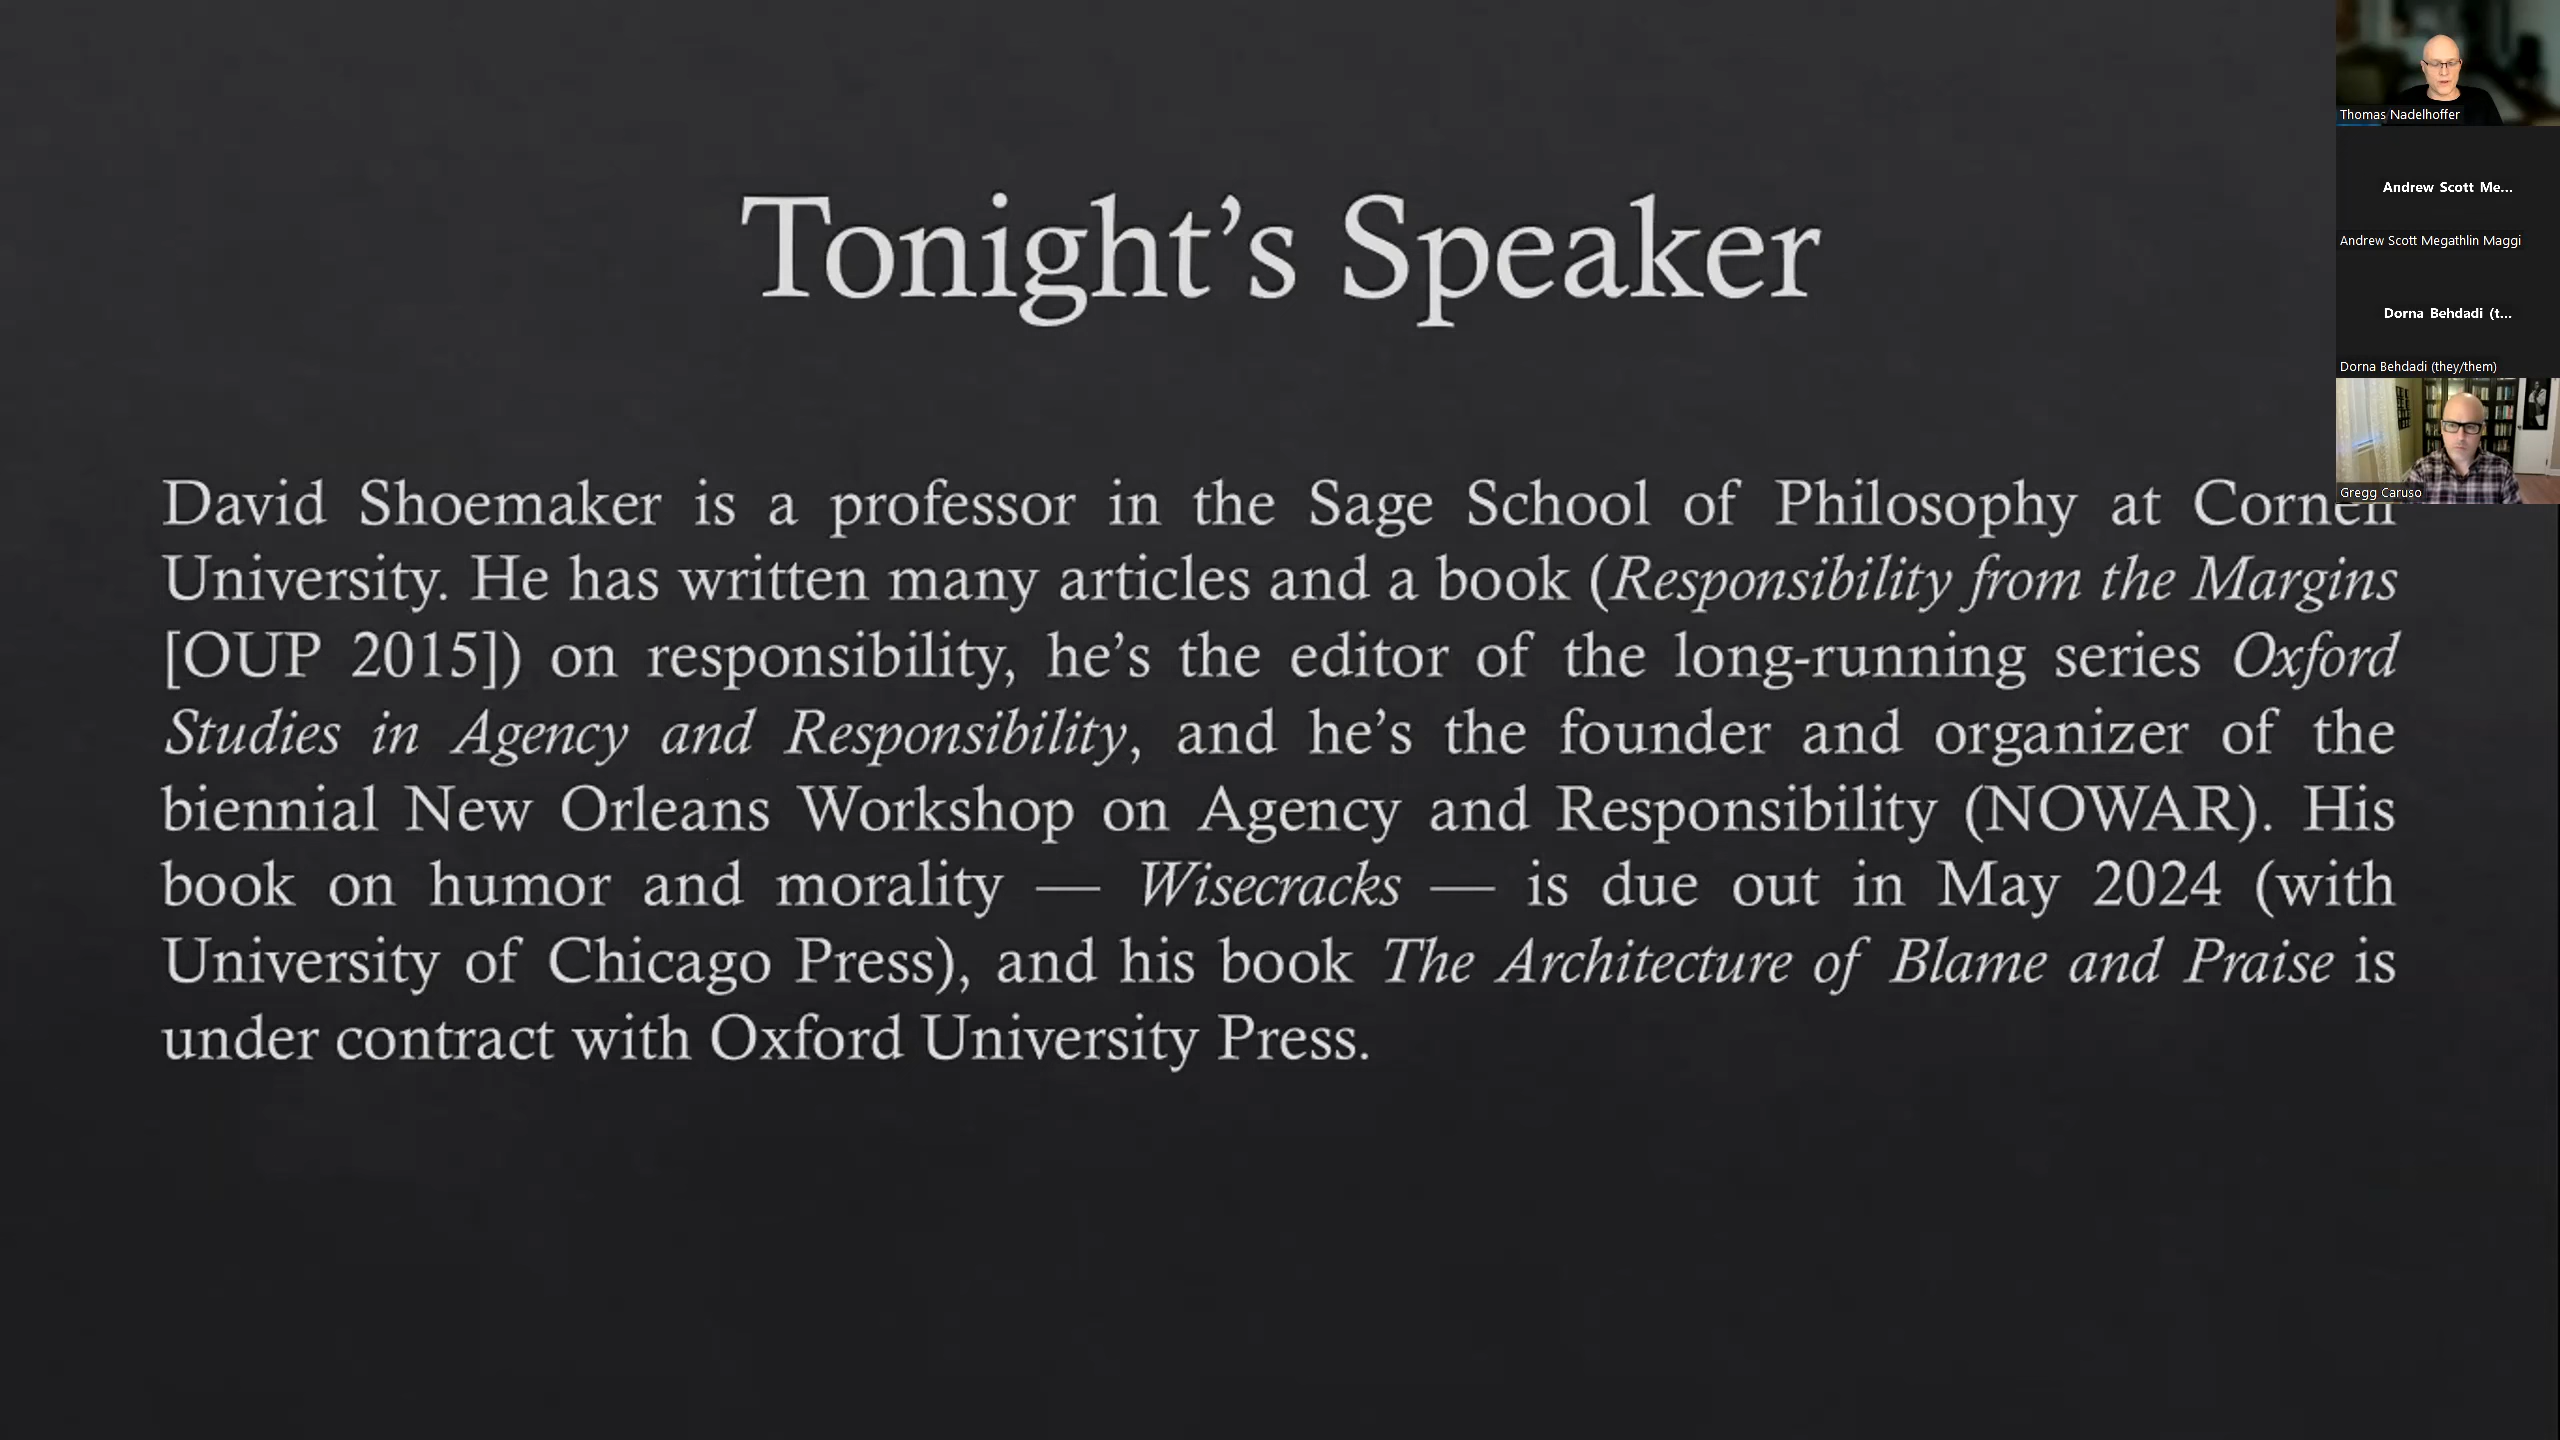 Tonight’s Speaker
David Shoemaker is a professor in the Sage School of Philosophy at Cornell
University. He has written many articles and a book (Responsibility from the Margins
[OUP 2015]) on responsibility, he’s the editor of the long-running series Oxford
Studies in Agency and Responsibility, and he’s the founder and organizer of the
biennial New Orleans Workshop on Agency and Responsibility (NOWAR). His
book on humor and morality — Wisecracks — is due out in May 2024 (with
University of Chicago Press), and his book The Architecture of Blame and Praise is
under contract with Oxford University Press.
Thomas Nadelhoffer
Andrew Scott Me...
Andrew Scott Megathlin Maggi
Dorna Behdadi (t...
Dorna Behdadi (they/them)
Gregg Caruso